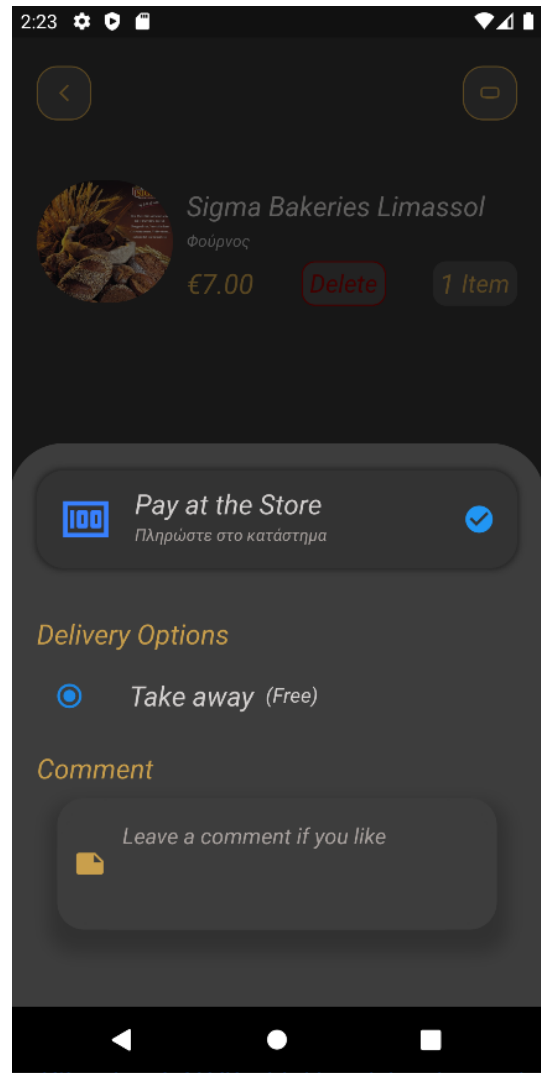 2:23
Sigma Bakeries Limassol
Φούρνος
€7.00 Delete 1 Item
100 Pay at the Store
Πληρώστε στο κατάστημα
Delivery Options
Take away (Free)
Comment
Leave a comment if you like